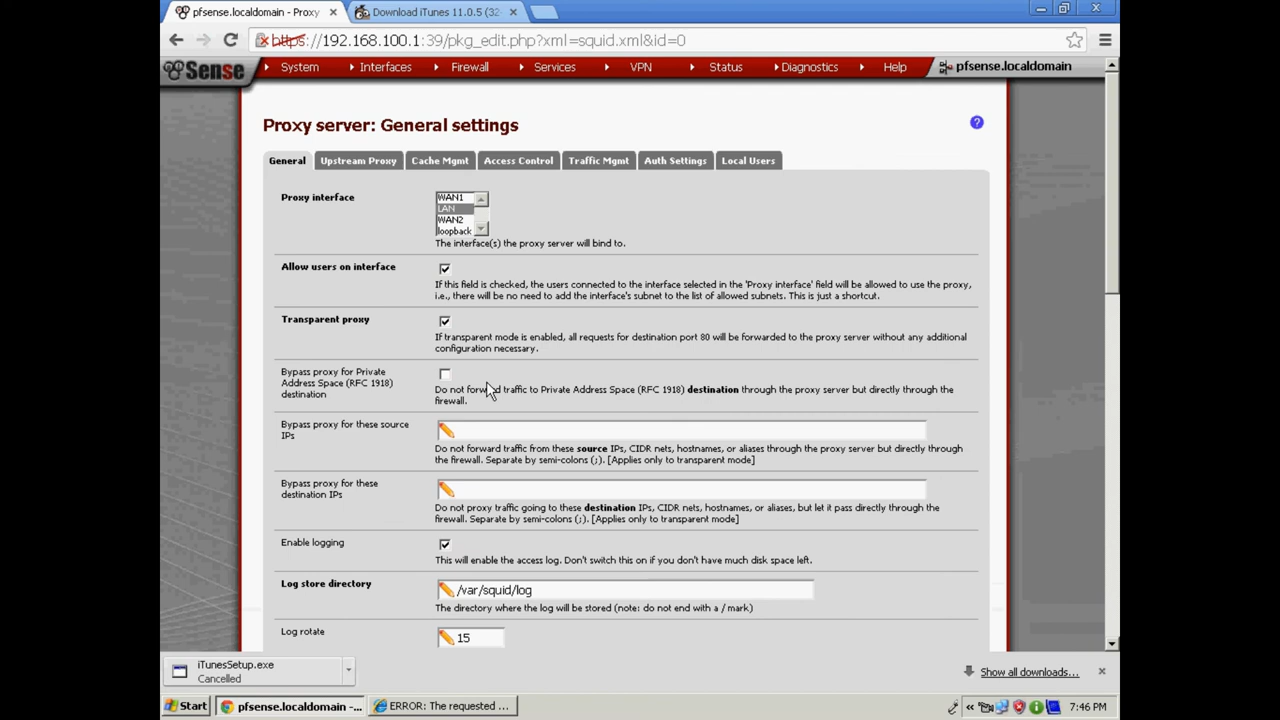 pfsense.localdomain - Proxy
Download iTunes 11.0.5 (32-
https://192.168.100.1:39/pkg_edit.php?xml=squid.xml&id=0
Sense
System
Interfaces
Firewall
Services
VPN
Status
Diagnostics
Help
pfsense.localdomain
Proxy server: General settings
?
General
Upstream Proxy
Cache Mgmt
Access Control
Traffic Mgmt
Auth Settings
Local Users
Proxy interface
WAN1
LAN
WAN2
loopback
The interface(s) the proxy server will bind to.
Allow users on interface
If this field is checked, the users connected to the interface selected in the 'Proxy interface' field will be allowed to use the proxy,
i.e., there will be no need to add the interface's subnet to the list of allowed subnets. This is just a shortcut.
Transparent proxy
If transparent mode is enabled, all requests for destination port 80 will be forwarded to the proxy server without any additional
configuration necessary.
Bypass proxy for Private
Address Space (RFC 1918)
destination
Do not forward traffic to Private Address Space (RFC 1918) destination through the proxy server but directly through the
firewall.
Bypass proxy for these source
IPs
Do not forward traffic from these source IPs, CIDR nets, hostnames, or aliases through the proxy server but directly through
the firewall. Separate by semi-colons (;). [Applies only to transparent mode]
Bypass proxy for these
destination IPs
Do not proxy traffic going to these destination IPs, CIDR nets, hostnames, or aliases, but let it pass directly through the
firewall. Separate by semi-colons (;). [Applies only to transparent mode]
Enable logging
This will enable the access log. Don't switch this on if you don't have much disk space left.
Log store directory
/var/squid/log
The directory where the log will be stored (note: do not end with a / mark)
Log rotate
15
iTunesSetup.exe
Cancelled
Show all downloads...
Start
pfsense.localdomain -...
ERROR: The requested ...
7:46 PM